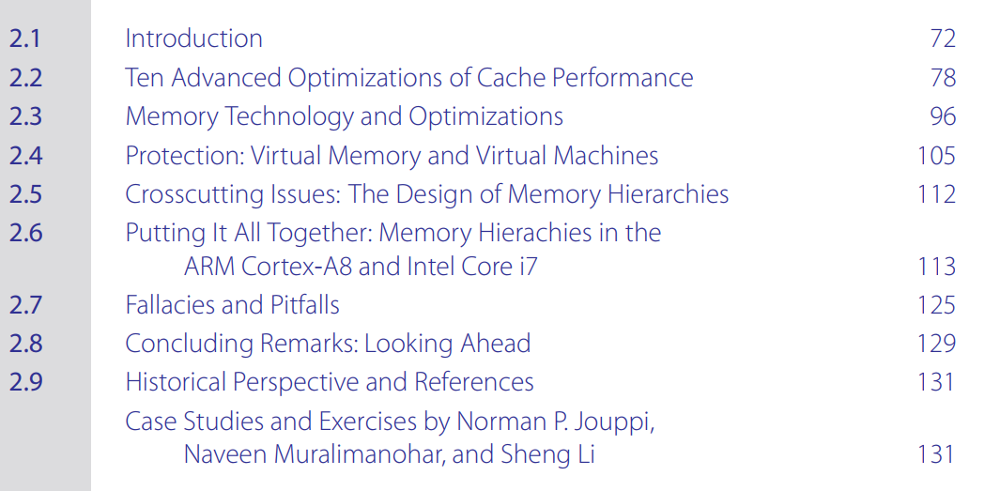 2.1 Introduction 72
2.2 Ten Advanced Optimizations of Cache Performance 78
2.3 Memory Technology and Optimizations 96
2.4 Protection: Virtual Memory and Virtual Machines 105
2.5 Crosscutting Issues: The Design of Memory Hierarchies 112
2.6 Putting It All Together: Memory Hierachies in the
ARM Cortex-A8 and Intel Core i7 113
2.7 Fallacies and Pitfalls 125
2.8 Concluding Remarks: Looking Ahead 129
2.9 Historical Perspective and References 131
Case Studies and Exercises by Norman P. Jouppi,
Naveen Muralimanohar, and Sheng Li 131